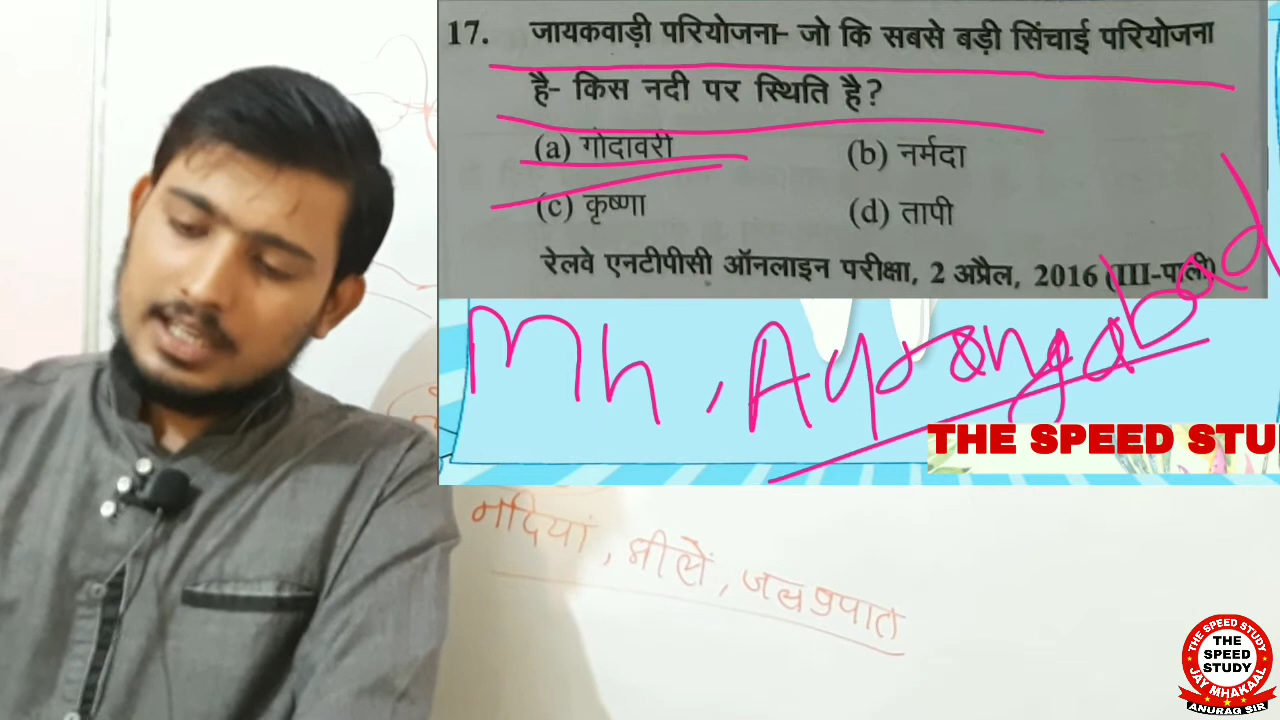 17. जायकवाड़ी परियोजना- जो कि सबसे बड़ी सिंचाई परियोजना
है- किस नदी पर स्थिति है?
(a) गोदावरी (b) नर्मदा
(c) कृष्णा (d) तापी
रेलवे एनटीपीसी ऑनलाइन परीक्षा, 2 अप्रैल, 2016 (III-पाली)
Mh, Aurangabad
THE SPEED STU
नदियां, झीलें, जलप्रपात
THE SPEED STUDY
THE
SPEED
STUDY
JAY MHAKAAL
ANURAG SIR